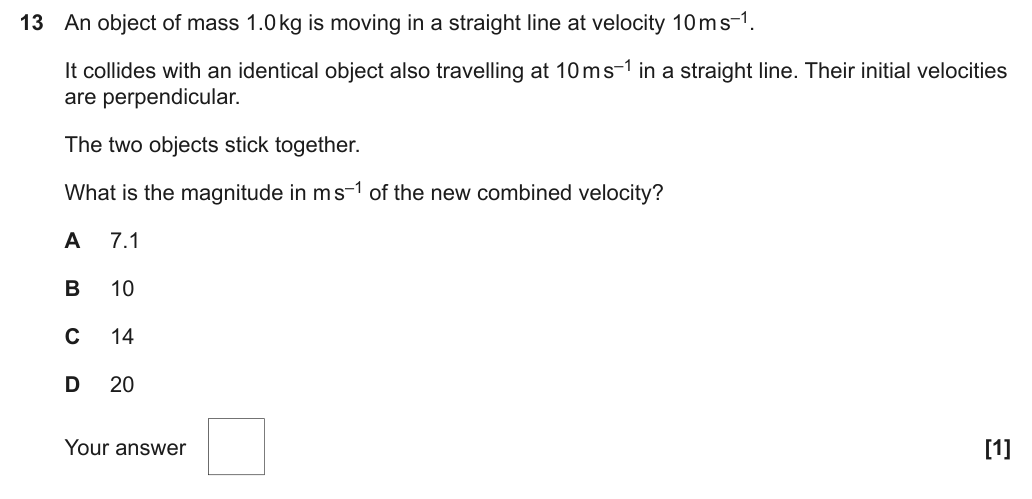 13 An object of mass 1.0 kg is moving in a straight line at velocity 10 m s⁻¹.
It collides with an identical object also travelling at 10 m s⁻¹ in a straight line. Their initial velocities
are perpendicular.
The two objects stick together.
What is the magnitude in m s⁻¹ of the new combined velocity?
A 7.1
B 10
C 14
D 20
Your answer [1]